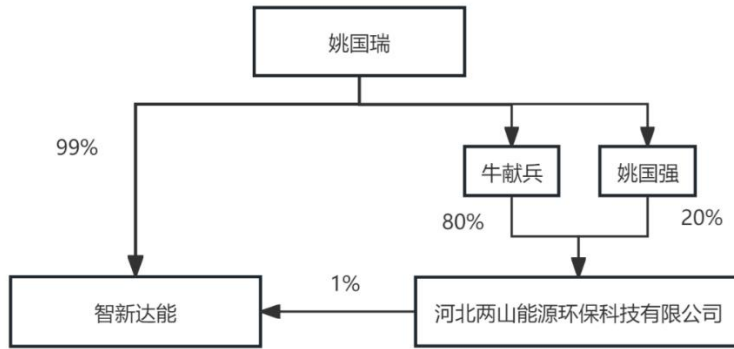 姚国瑞
99%
牛献兵
姚国强
80%
20%
智新达能
1%
河北两山能源环保科技有限公司